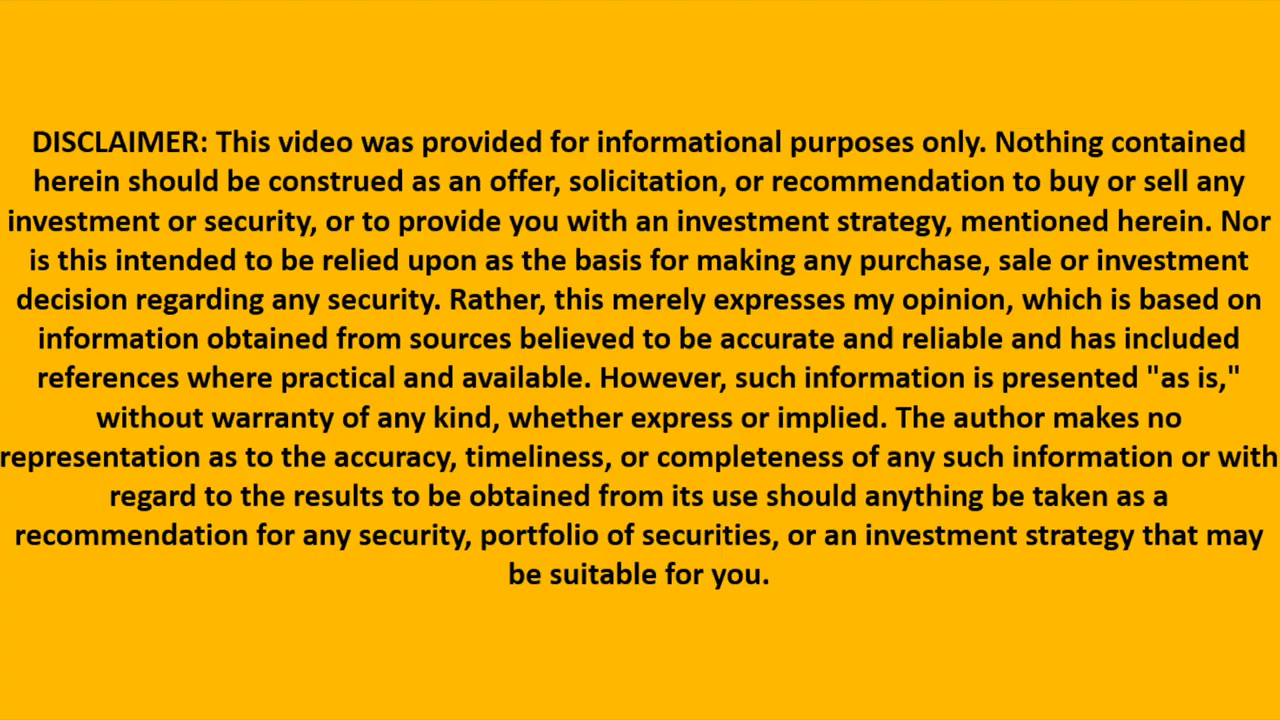 DISCLAIMER: This video was provided for informational purposes only. Nothing contained
herein should be construed as an offer, solicitation, or recommendation to buy or sell any
investment or security, or to provide you with an investment strategy, mentioned herein. Nor
is this intended to be relied upon as the basis for making any purchase, sale or investment
decision regarding any security. Rather, this merely expresses my opinion, which is based on
information obtained from sources believed to be accurate and reliable and has included
references where practical and available. However, such information is presented "as is,"
without warranty of any kind, whether express or implied. The author makes no
representation as to the accuracy, timeliness, or completeness of any such information or with
regard to the results to be obtained from its use should anything be taken as a
recommendation for any security, portfolio of securities, or an investment strategy that may
be suitable for you.